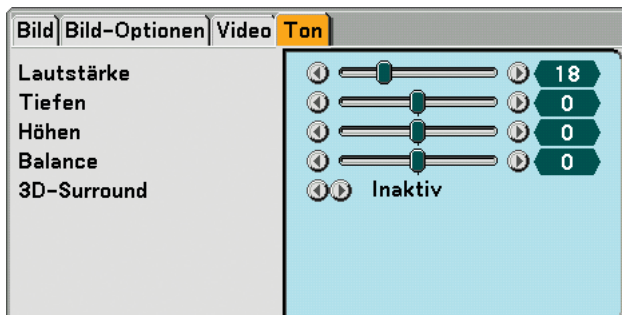 Bild Bild-Optionen Video Ton
Lautstärke 18
Tiefen 0
Höhen 0
Balance 0
3D-Surround Inaktiv